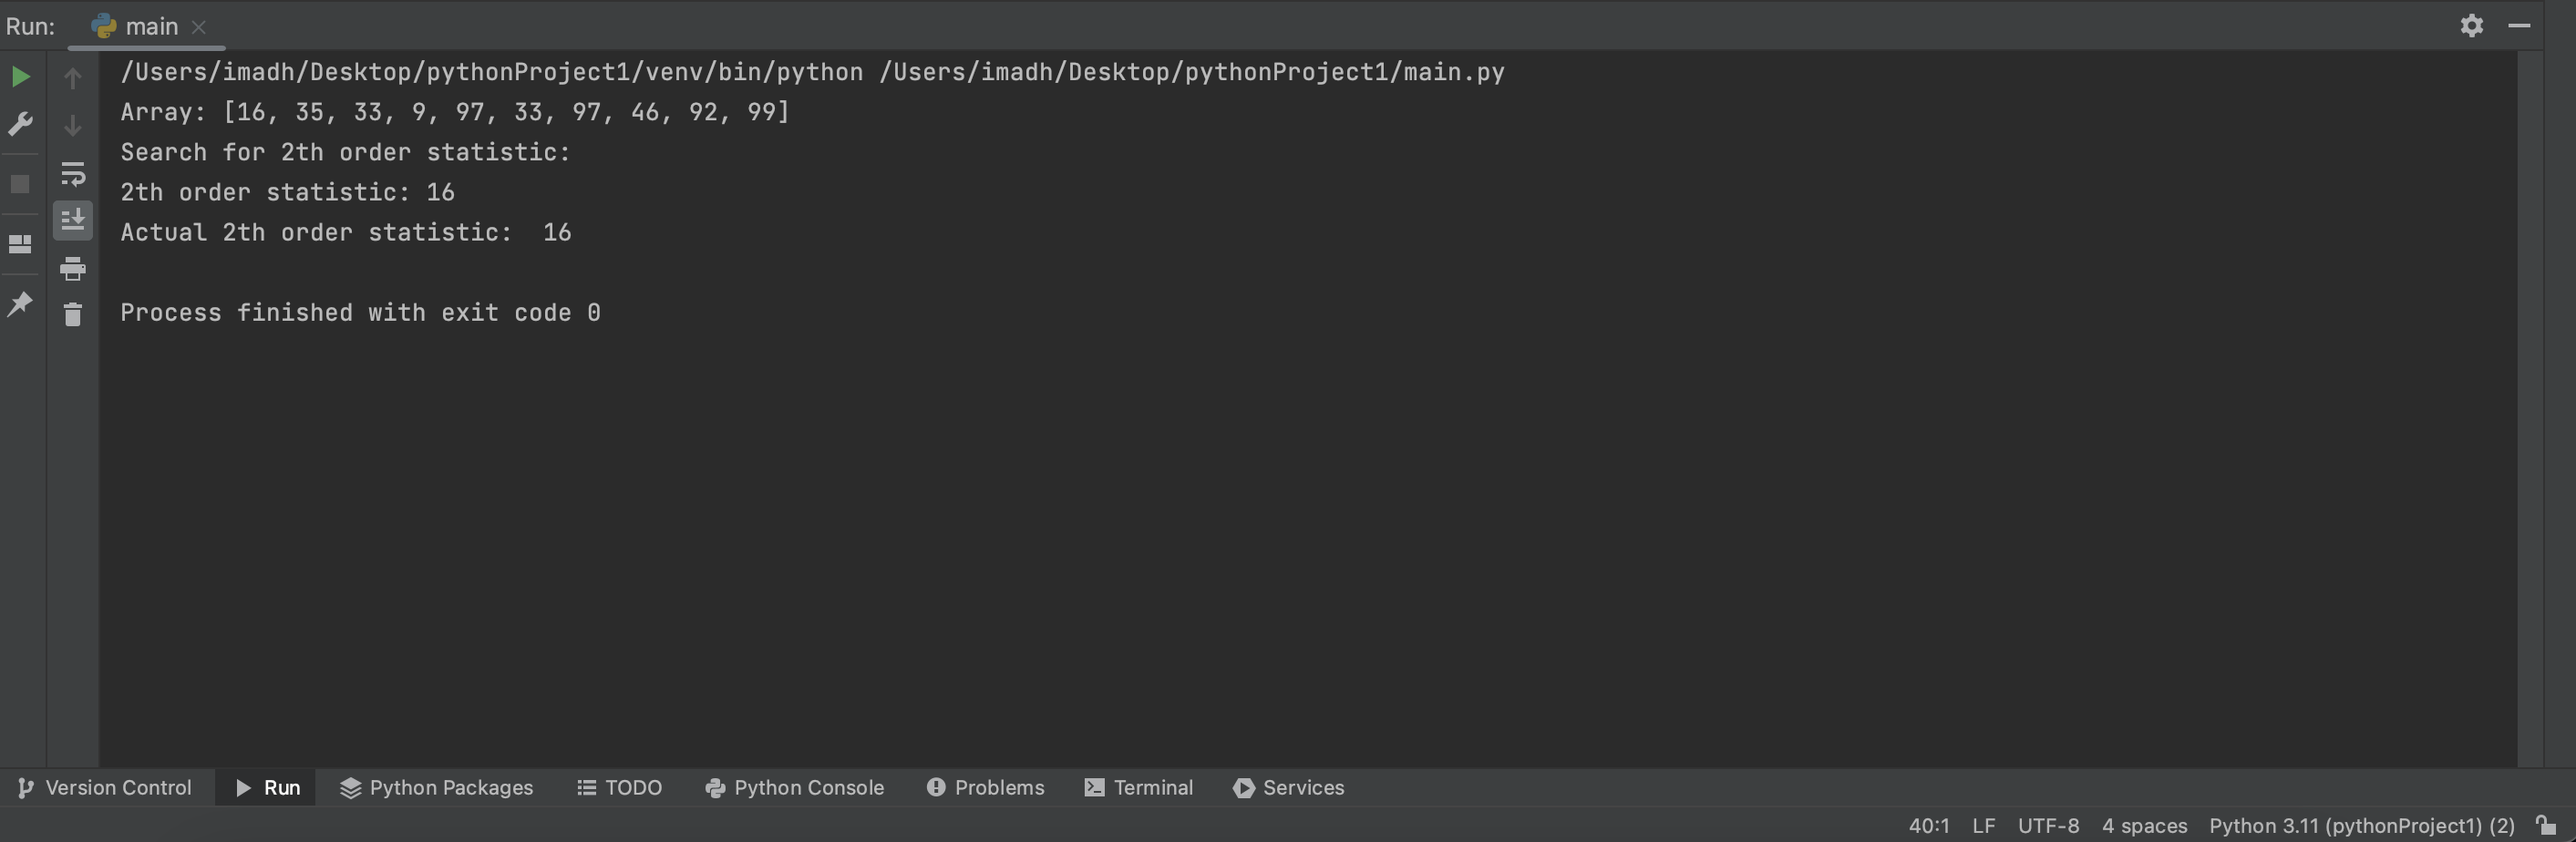 Run: main
/Users/imadh/Desktop/pythonProject1/venv/bin/python /Users/imadh/Desktop/pythonProject1/main.py
Array: [16, 35, 33, 9, 97, 33, 97, 46, 92, 99]
Search for 2th order statistic:
2th order statistic: 16
Actual 2th order statistic:  16
Process finished with exit code 0
Version Control Run Python Packages TODO Python Console Problems Terminal Services
40:1 LF UTF-8 4 spaces Python 3.11 (pythonProject1) (2)